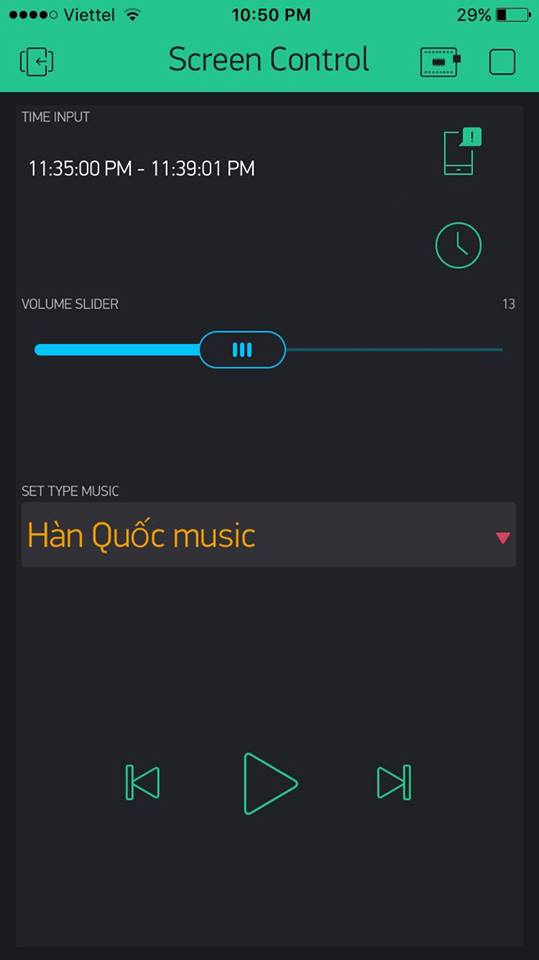 Viettel
10:50 PM
29%
Screen Control
TIME INPUT
11:35:00 PM - 11:39:01 PM
!
VOLUME SLIDER
13
SET TYPE MUSIC
Hàn Quốc music